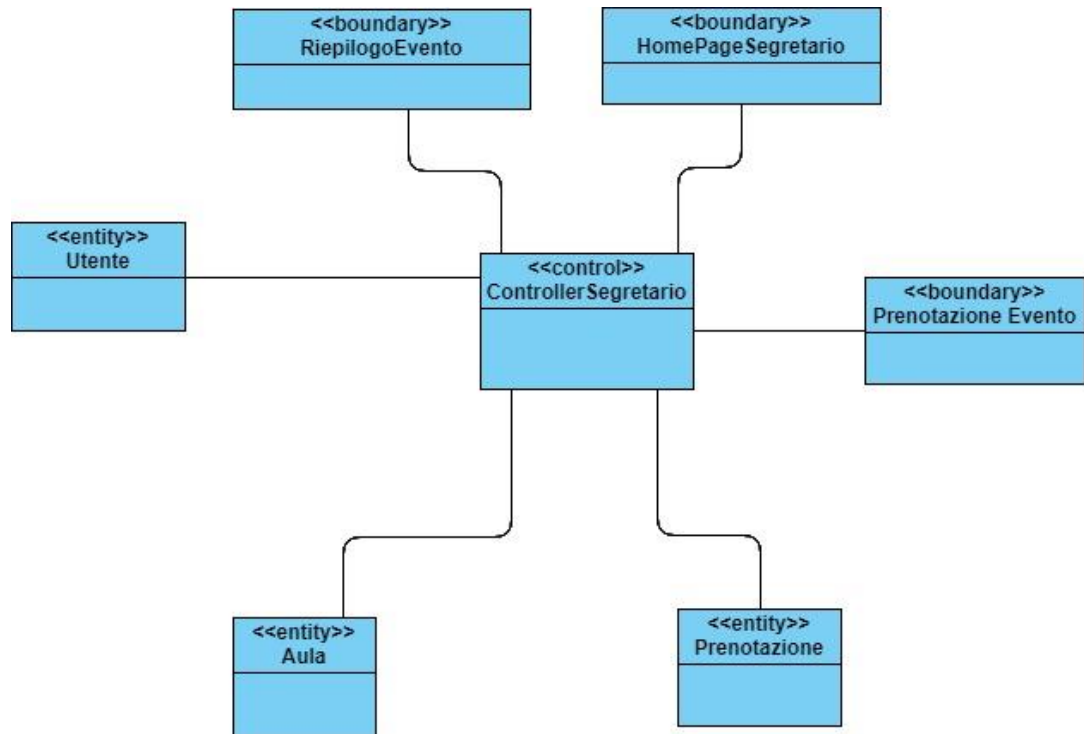 <<boundary>>
RiepilogoEvento
<<boundary>>
HomePageSegretario
<<entity>>
Utente
<<control>>
ControllerSegretario
<<boundary>>
Prenotazione Evento
<<entity>>
Aula
<<entity>>
Prenotazione